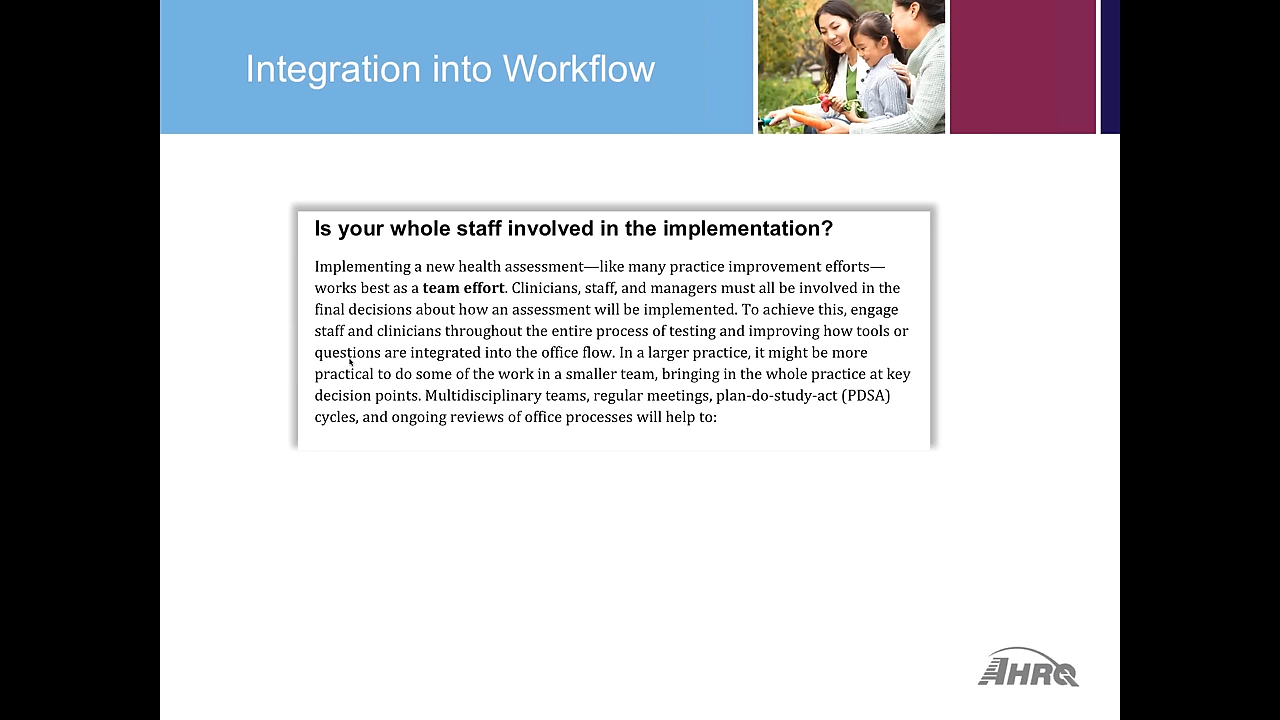 Integration into Workflow
Is your whole staff involved in the implementation?
Implementing a new health assessment—like many practice improvement efforts—
works best as a team effort. Clinicians, staff, and managers must all be involved in the
final decisions about how an assessment will be implemented. To achieve this, engage
staff and clinicians throughout the entire process of testing and improving how tools or
questions are integrated into the office flow. In a larger practice, it might be more
practical to do some of the work in a smaller team, bringing in the whole practice at key
decision points. Multidisciplinary teams, regular meetings, plan-do-study-act (PDSA)
cycles, and ongoing reviews of office processes will help to:
AHRQ